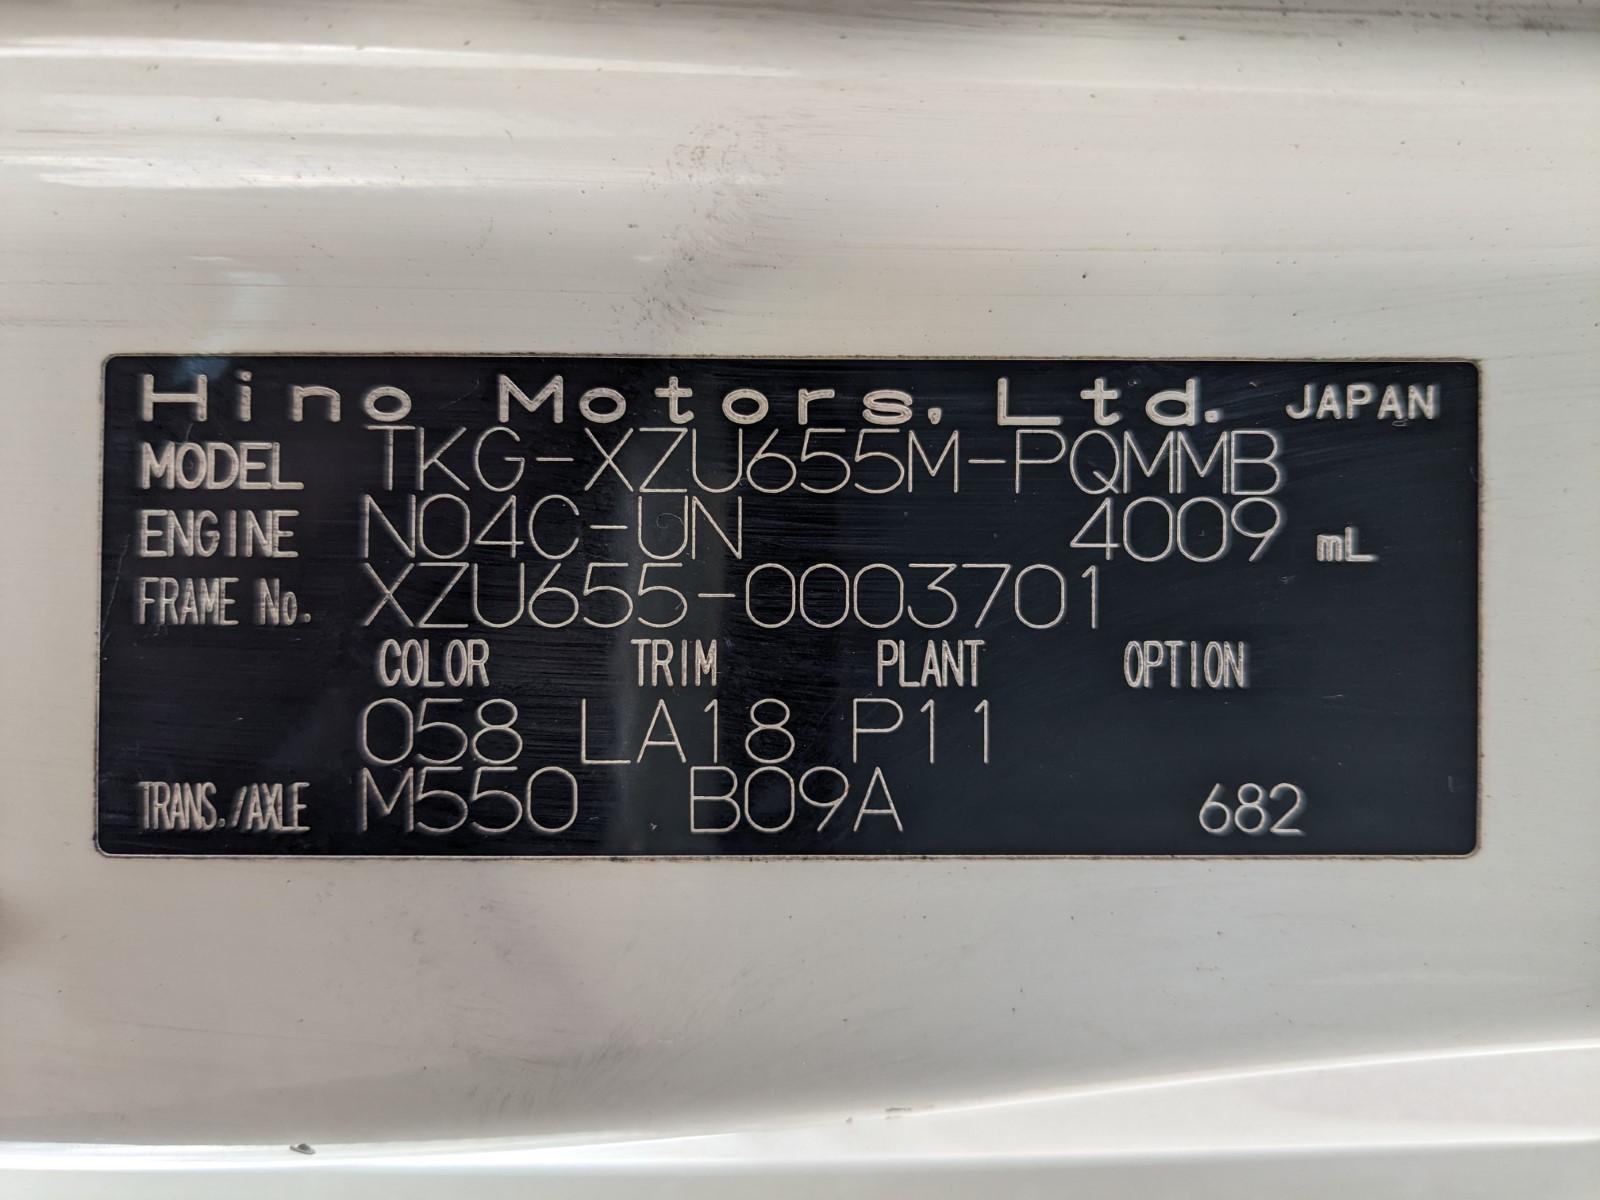 Hino Motors, Ltd. JAPAN
MODEL TKG-XZU655M-PQMMB
ENGINE N04C-UN 4009 mL
FRAME No. XZU655-0003701
COLOR TRIM PLANT OPTION
058 LA18 P11
TRANS./AXLE M550 B09A 682